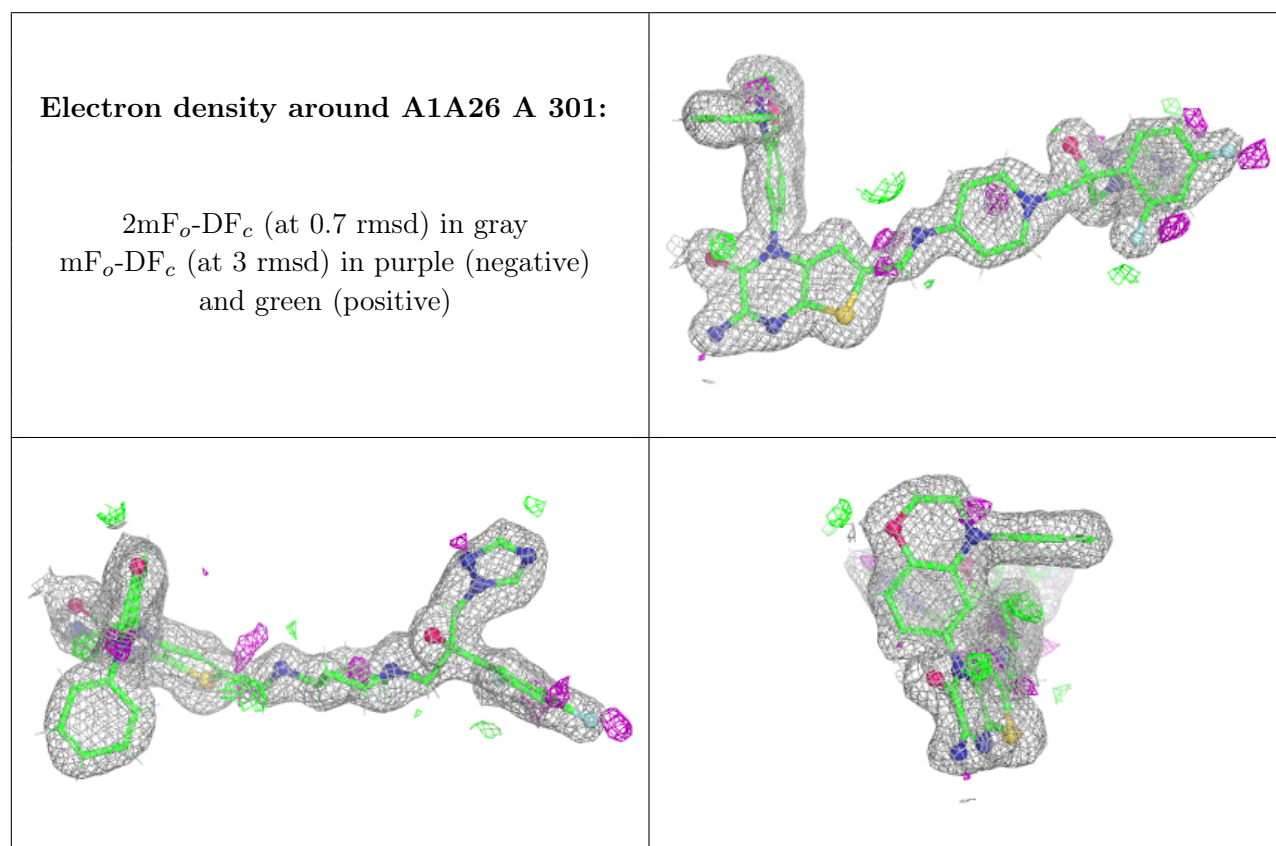 Electron density around A1A26 A 301:
2mFo-DFc (at 0.7 rmsd) in gray
mFo-DFc (at 3 rmsd) in purple (negative)
and green (positive)